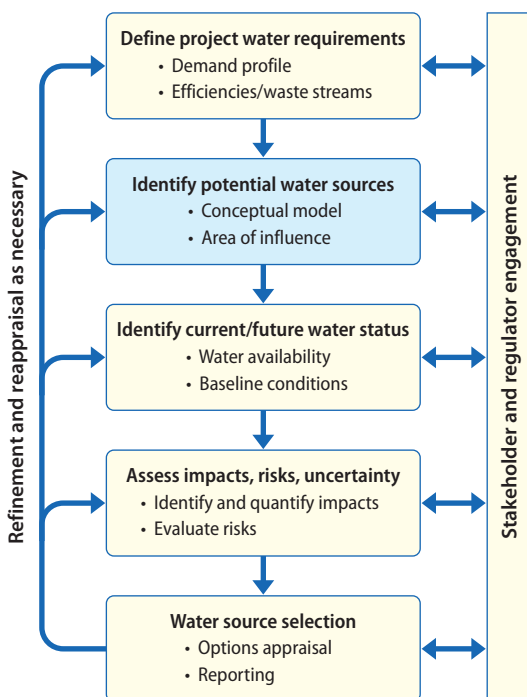 Define project water requirements
• Demand profile
• Efficiencies/waste streams
Identify potential water sources
• Conceptual model
• Area of influence
Identify current/future water status
• Water availability
• Baseline conditions
Assess impacts, risks, uncertainty
• Identify and quantify impacts
• Evaluate risks
Water source selection
• Options appraisal
• Reporting
Refinement and reappraisal as necessary
Stakeholder and regulator engagement